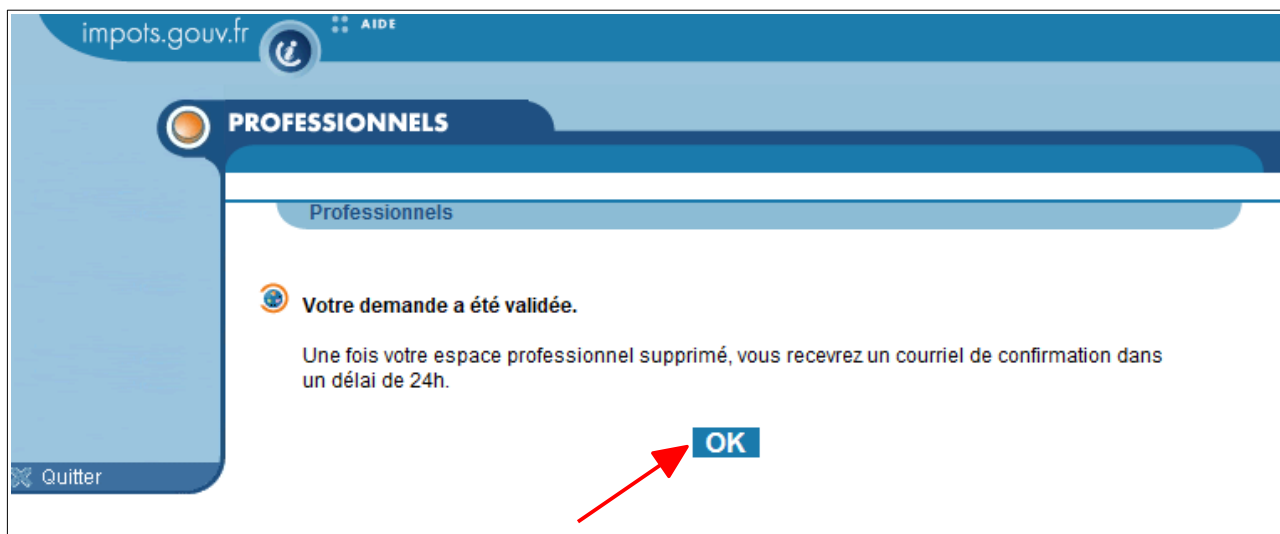 impots.gouv.fr
AIDE
PROFESSIONNELS
Professionnels
Votre demande a été validée.
Une fois votre espace professionnel supprimé, vous recevrez un courriel de confirmation dans
un délai de 24h.
OK
Quitter